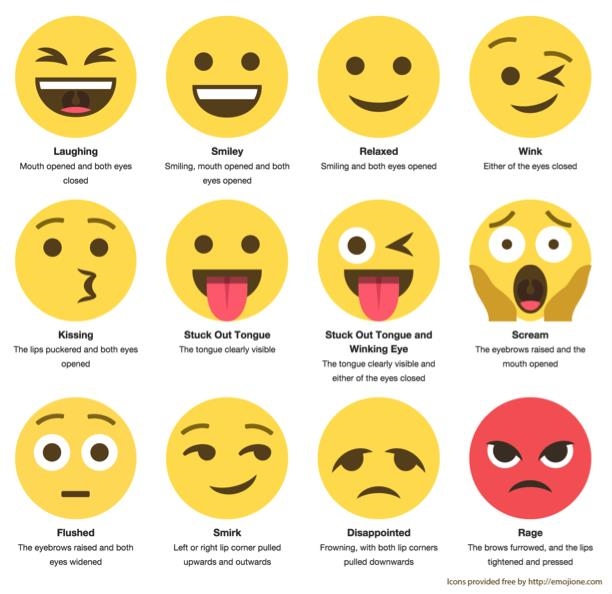 Laughing
Mouth opened and both eyes
closed
Smiley
Smiling, mouth opened and both
eyes opened
Relaxed
Smiling and both eyes opened
Wink
Either of the eyes closed
Kissing
The lips puckered and both eyes
opened
Stuck Out Tongue
The tongue clearly visible
Stuck Out Tongue and
Winking Eye
The tongue clearly visible and
either of the eyes closed
Scream
The eyebrows raised and the
mouth opened
Flushed
The eyebrows raised and both
eyes widened
Smirk
Left or right lip corner pulled
upwards and outwards
Disappointed
Frowning, with both lip corners
pulled downwards
Rage
The brows furrowed, and the lips
tightened and pressed
Icons provided free by http://emojione.com